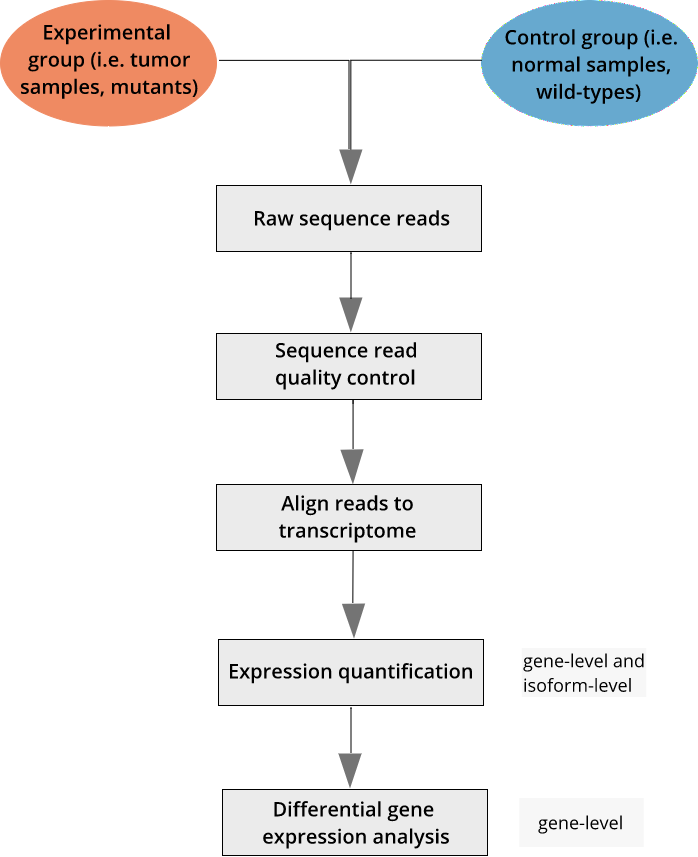 Experimental
group (i.e. tumor
samples, mutants)
Control group (i.e.
normal samples,
wild-types)
Raw sequence reads
Sequence read
quality control
Align reads to
transcriptome
Expression quantification
gene-level and
isoform-level
Differential gene
expression analysis
gene-level